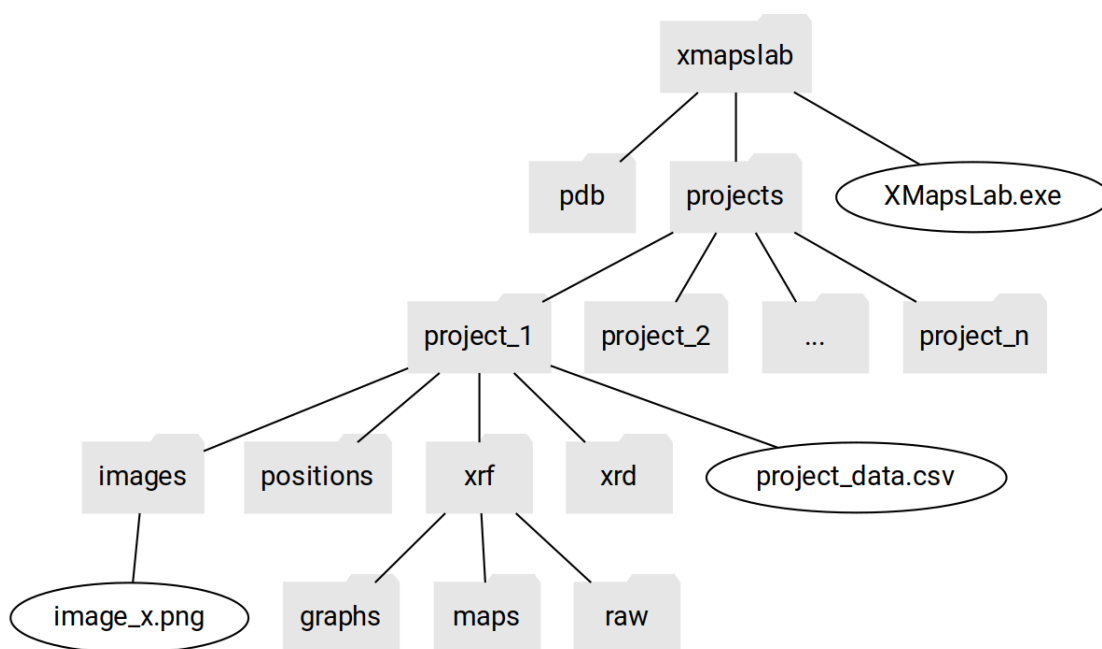 xmapslab
pdb
projects
XMapsLab.exe
project_1
project_2
...
project_n
images
positions
xrf
xrd
project_data.csv
image_x.png
graphs
maps
raw